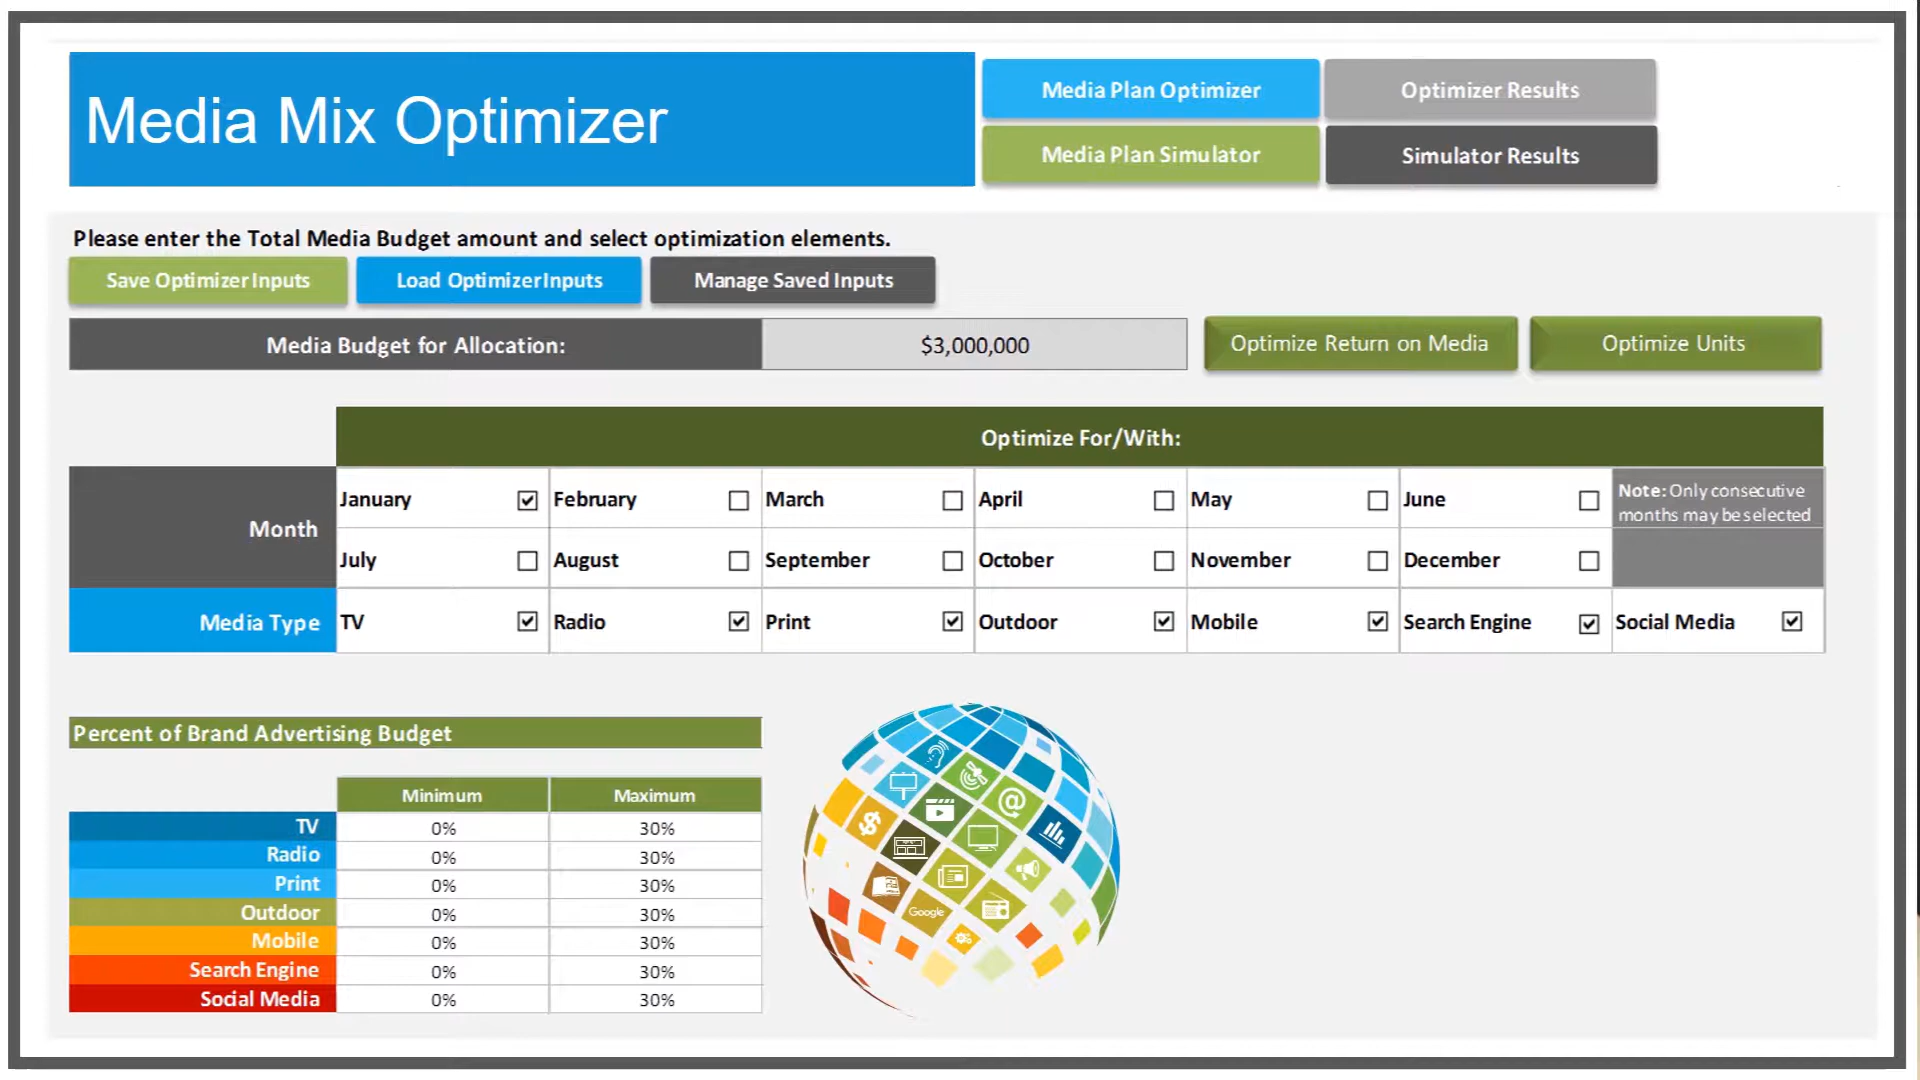 Media Mix Optimizer
Media Plan Optimizer
Optimizer Results
Media Plan Simulator
Simulator Results
Please enter the Total Media Budget amount and select optimization elements.
Save Optimizer Inputs
Load Optimizer Inputs
Manage Saved Inputs
Media Budget for Allocation:
$3,000,000
Optimize Return on Media
Optimize Units
Optimize For/With:
Month
January
February
March
April
May
June
Note: Only consecutive
months may be selected
July
August
September
October
November
December
Media Type
TV
Radio
Print
Outdoor
Mobile
Search Engine
Social Media
Percent of Brand Advertising Budget
Minimum
Maximum
TV 0% 30%
Radio 0% 30%
Print 0% 30%
Outdoor 0% 30%
Mobile 0% 30%
Search Engine 0% 30%
Social Media 0% 30%
$
@
Google